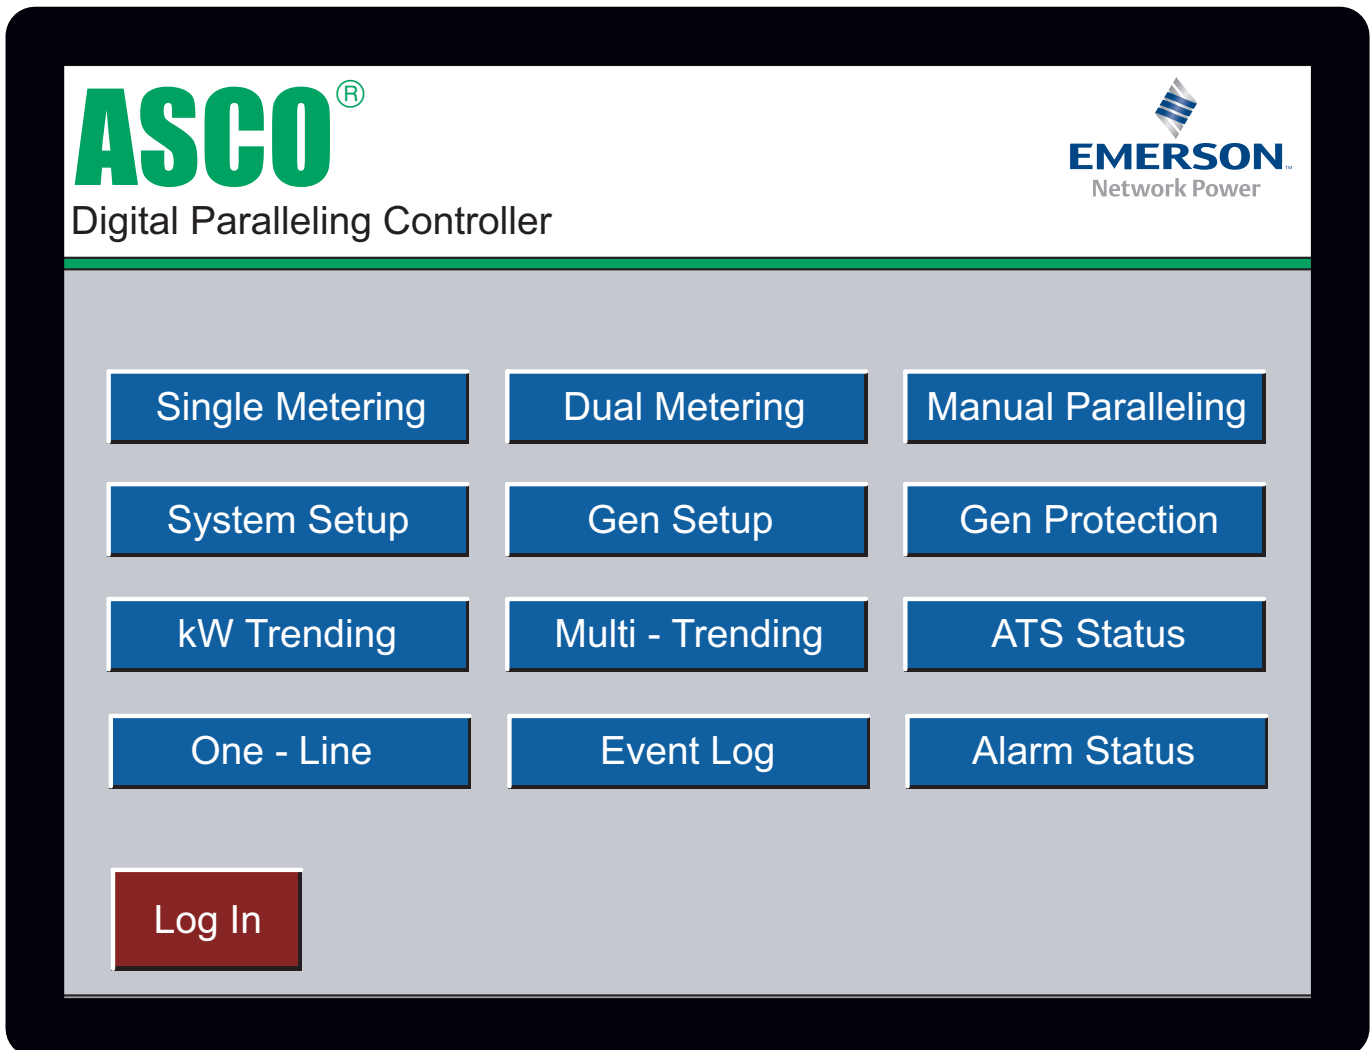 ASCO®
EMERSON™
Network Power
Digital Paralleling Controller
Single Metering
Dual Metering
Manual Paralleling
System Setup
Gen Setup
Gen Protection
kW Trending
Multi - Trending
ATS Status
One - Line
Event Log
Alarm Status
Log In